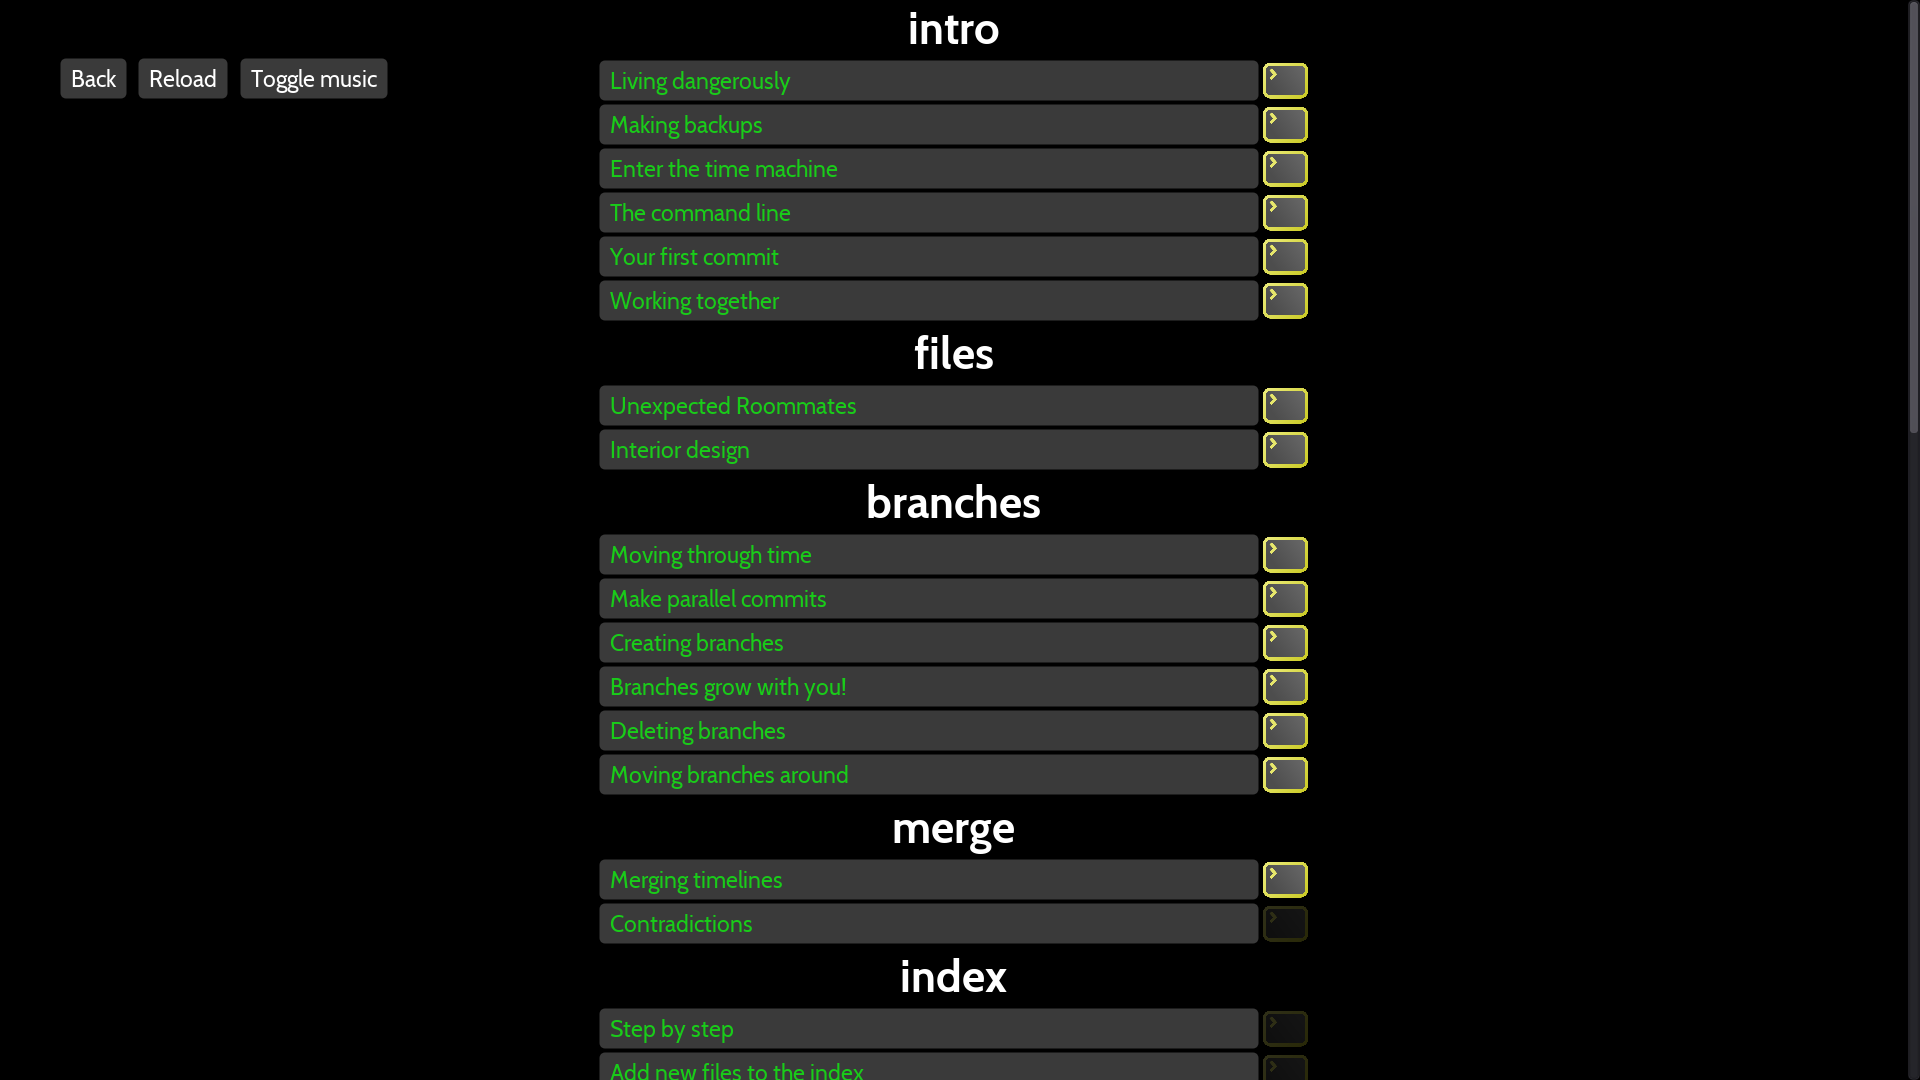 intro
Back Reload Toggle music
Living dangerously
Making backups
Enter the time machine
The command line
Your first commit
Working together
files
Unexpected Roommates
Interior design
branches
Moving through time
Make parallel commits
Creating branches
Branches grow with you!
Deleting branches
Moving branches around
merge
Merging timelines
Contradictions
index
Step by step
Add new files to the index